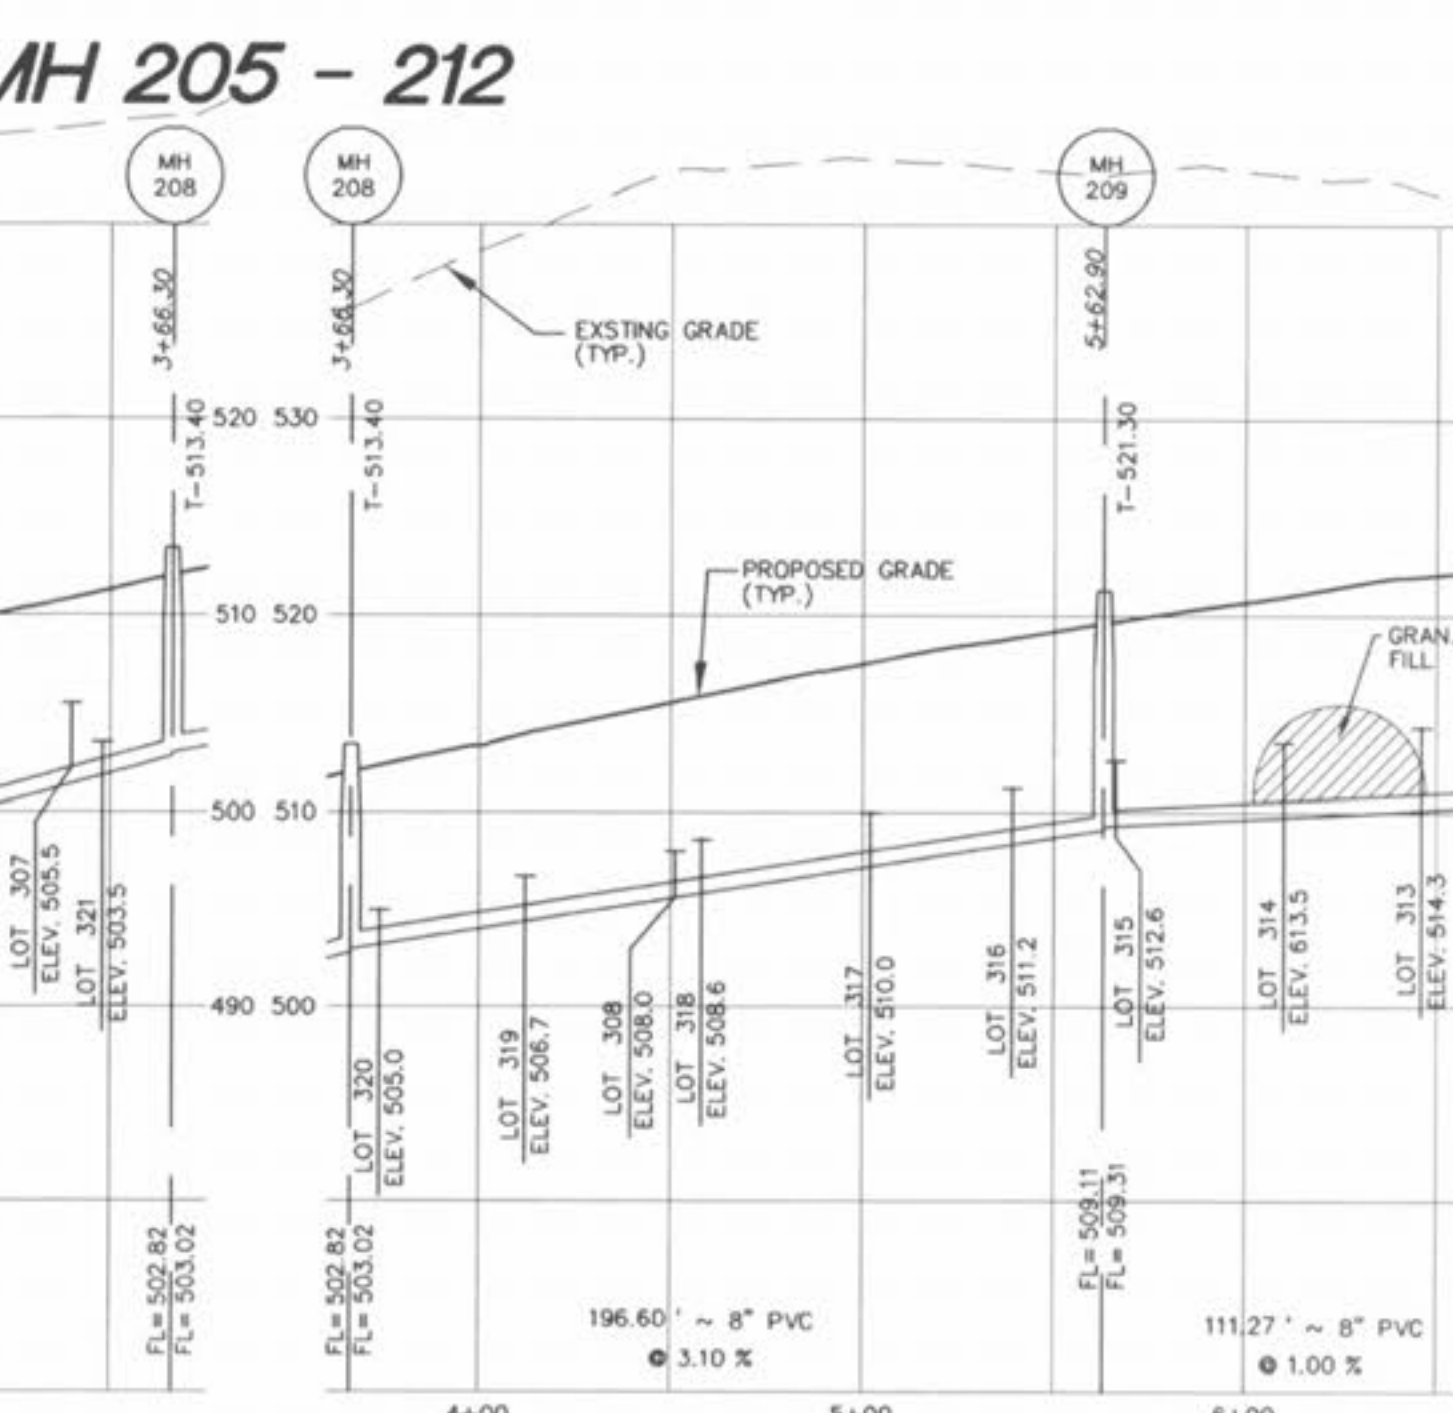 MH 205 - 212
MH
208
MH
208
MH
209
3+66.30
3+66.30
5+62.90
EXSTING GRADE
(TYP.)
T-513.40
520 530
T-513.40
T-521.30
PROPOSED GRADE
(TYP.)
510 520
GRAN.
FILL
500 510
LOT 307
ELEV. 505.5
LOT 321
ELEV. 503.5
490 500
LOT 320
ELEV. 505.0
LOT 319
ELEV. 506.7
LOT 308
ELEV. 508.0
LOT 318
ELEV. 508.6
LOT 317
ELEV. 510.0
LOT 316
ELEV. 511.2
LOT 315
ELEV. 512.6
LOT 314
ELEV. 613.5
LOT 313
ELEV. 514.3
FL= 502.82
FL= 503.02
FL= 502.82
FL= 503.02
FL= 509.11
FL= 509.31
196.60 ' ~ 8" PVC
@ 3.10 %
111.27 ' ~ 8" PVC
@ 1.00 %
4+00 5+00 6+00